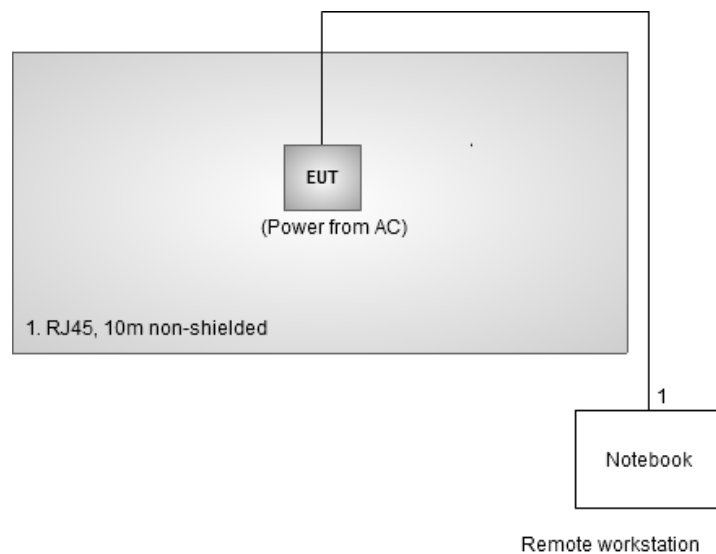 EUT
(Power from AC)
1. RJ45, 10m non-shielded
1
Notebook
Remote workstation